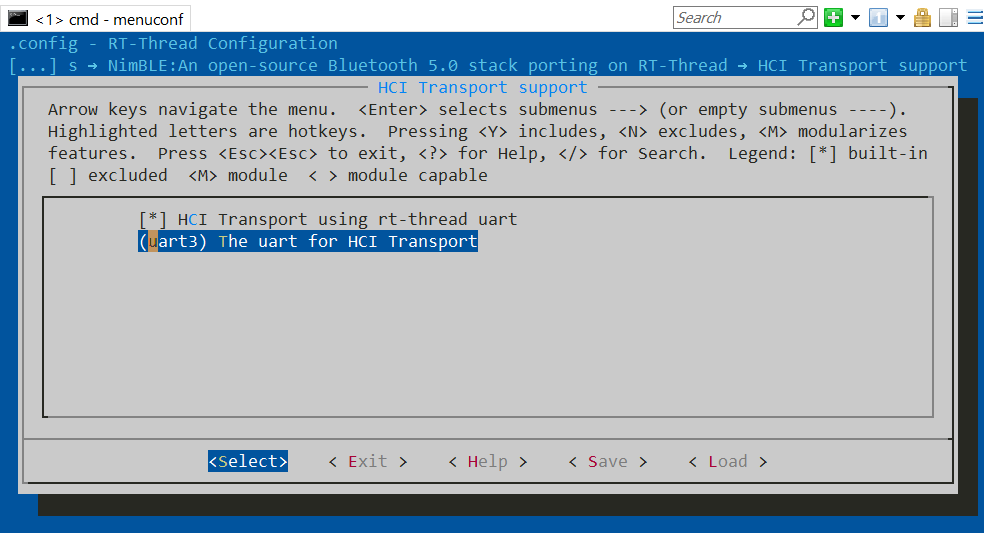 <1> cmd - menuconf
Search
.config - RT-Thread Configuration
[...] s → NimBLE:An open-source Bluetooth 5.0 stack porting on RT-Thread → HCI Transport support
HCI Transport support
Arrow keys navigate the menu.  <Enter> selects submenus ---> (or empty submenus ----).
Highlighted letters are hotkeys.  Pressing <Y> includes, <N> excludes, <M> modularizes
features.  Press <Esc><Esc> to exit, <?> for Help, </> for Search.  Legend: [*] built-in
[ ] excluded  <M> module  < > module capable
[*] HCI Transport using rt-thread uart
(uart3) The uart for HCI Transport
<Select>    < Exit >    < Help >    < Save >    < Load >